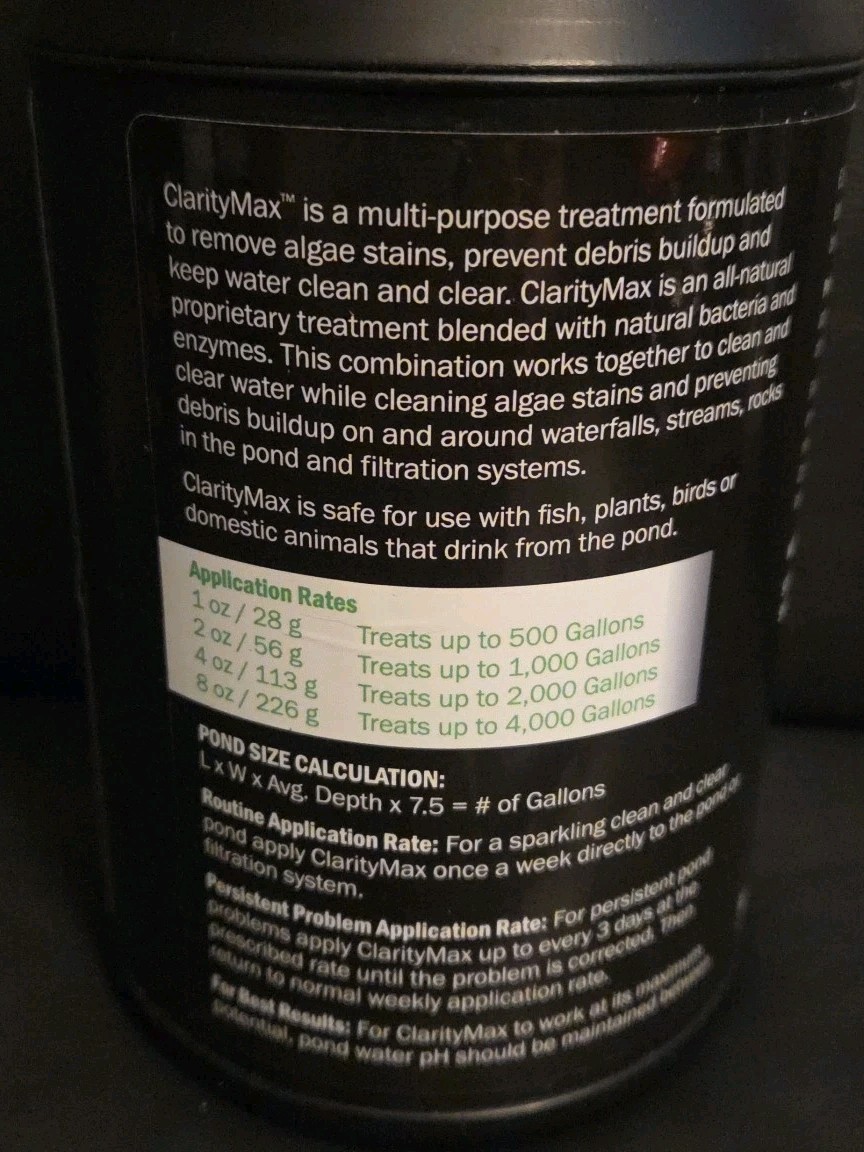 ClarityMax™ is a multi-purpose treatment formulated
to remove algae stains, prevent debris buildup and
keep water clean and clear. ClarityMax is an all-natural
proprietary treatment blended with natural bacteria and
enzymes. This combination works together to clean and
clear water while cleaning algae stains and preventing
debris buildup on and around waterfalls, streams, rocks
in the pond and filtration systems.
ClarityMax is safe for use with fish, plants, birds or
domestic animals that drink from the pond.
Application Rates
1 oz / 28 g Treats up to 500 Gallons
2 oz / 56 g Treats up to 1,000 Gallons
4 oz / 113 g Treats up to 2,000 Gallons
8 oz / 226 g Treats up to 4,000 Gallons
POND SIZE CALCULATION:
L x W x Avg. Depth x 7.5 = # of Gallons
Routine Application Rate: For a sparkling clean and clear
pond apply ClarityMax once a week directly to the pond or
filtration system.
Persistent Problem Application Rate: For persistent pond
problems apply ClarityMax up to every 3 days at the
prescribed rate until the problem is corrected. Then
return to normal weekly application rate.
For Best Results: For ClarityMax to work at its maximum
potential, pond water pH should be maintained between